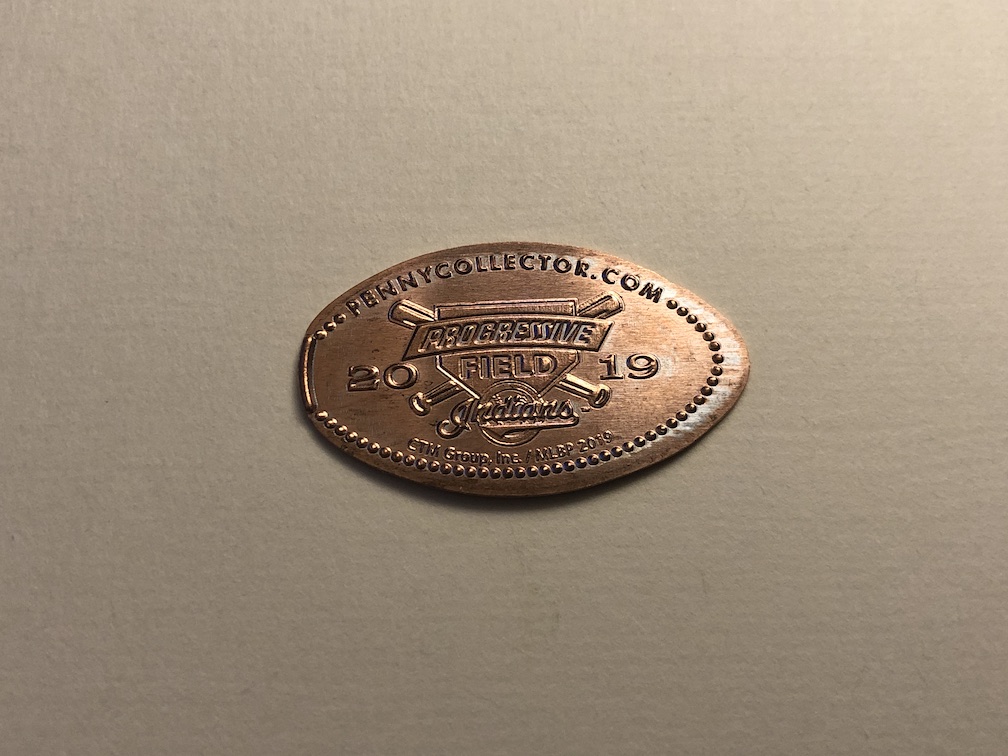 PENNYCOLLECTOR.COM
PROGRESSIVE
FIELD
20 19
Indians
CTM Group, Inc. / MLBP 2019